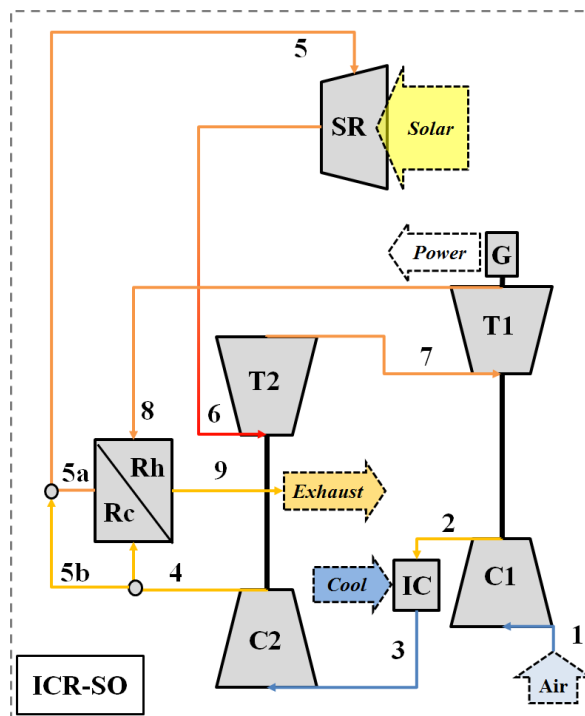 5
SR
Solar
Power
G
T1
T2
7
6
8
5a
Rh
Rc
9
Exhaust
2
5b
4
Cool
IC
C1
C2
3
1
ICR-SO
Air